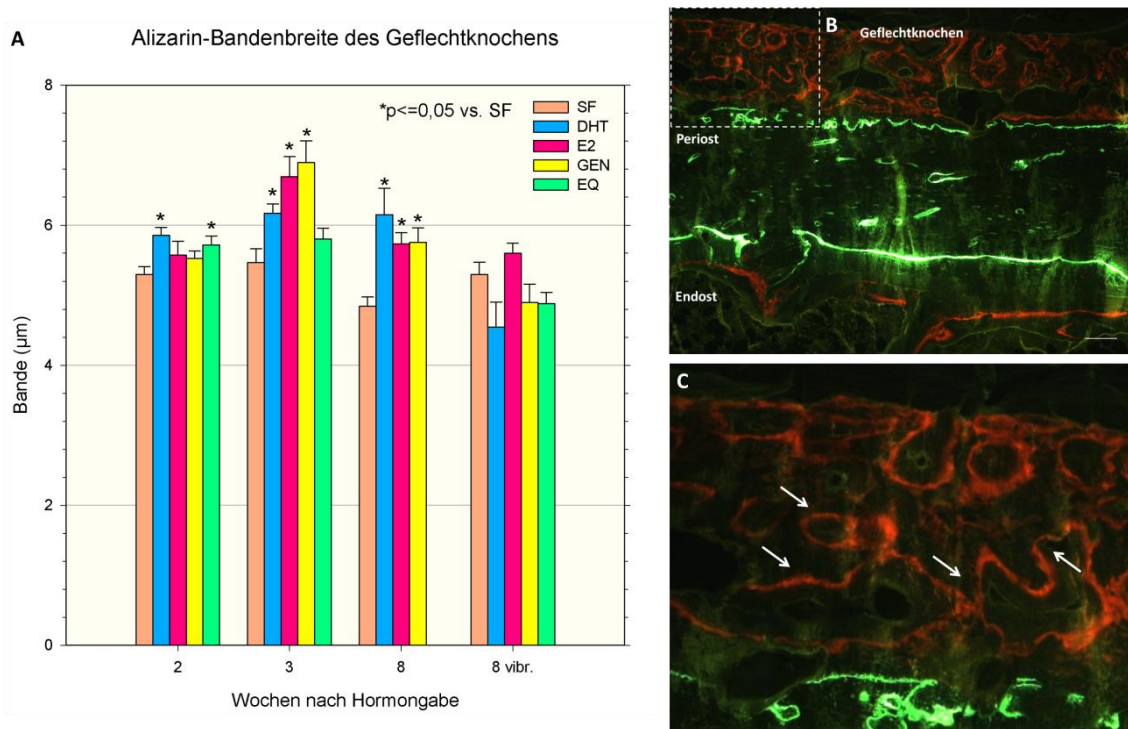 A
Alizarin-Bandenbreite des Geflechtknochens
*p<=0,05 vs. SF
SF
DHT
E2
GEN
EQ
8
6
4
2
0
Bande (µm)
* * * * * * * *
2 3 8 8 vibr.
Wochen nach Hormongabe
B
Geflechtknochen
Periost
Endost
C